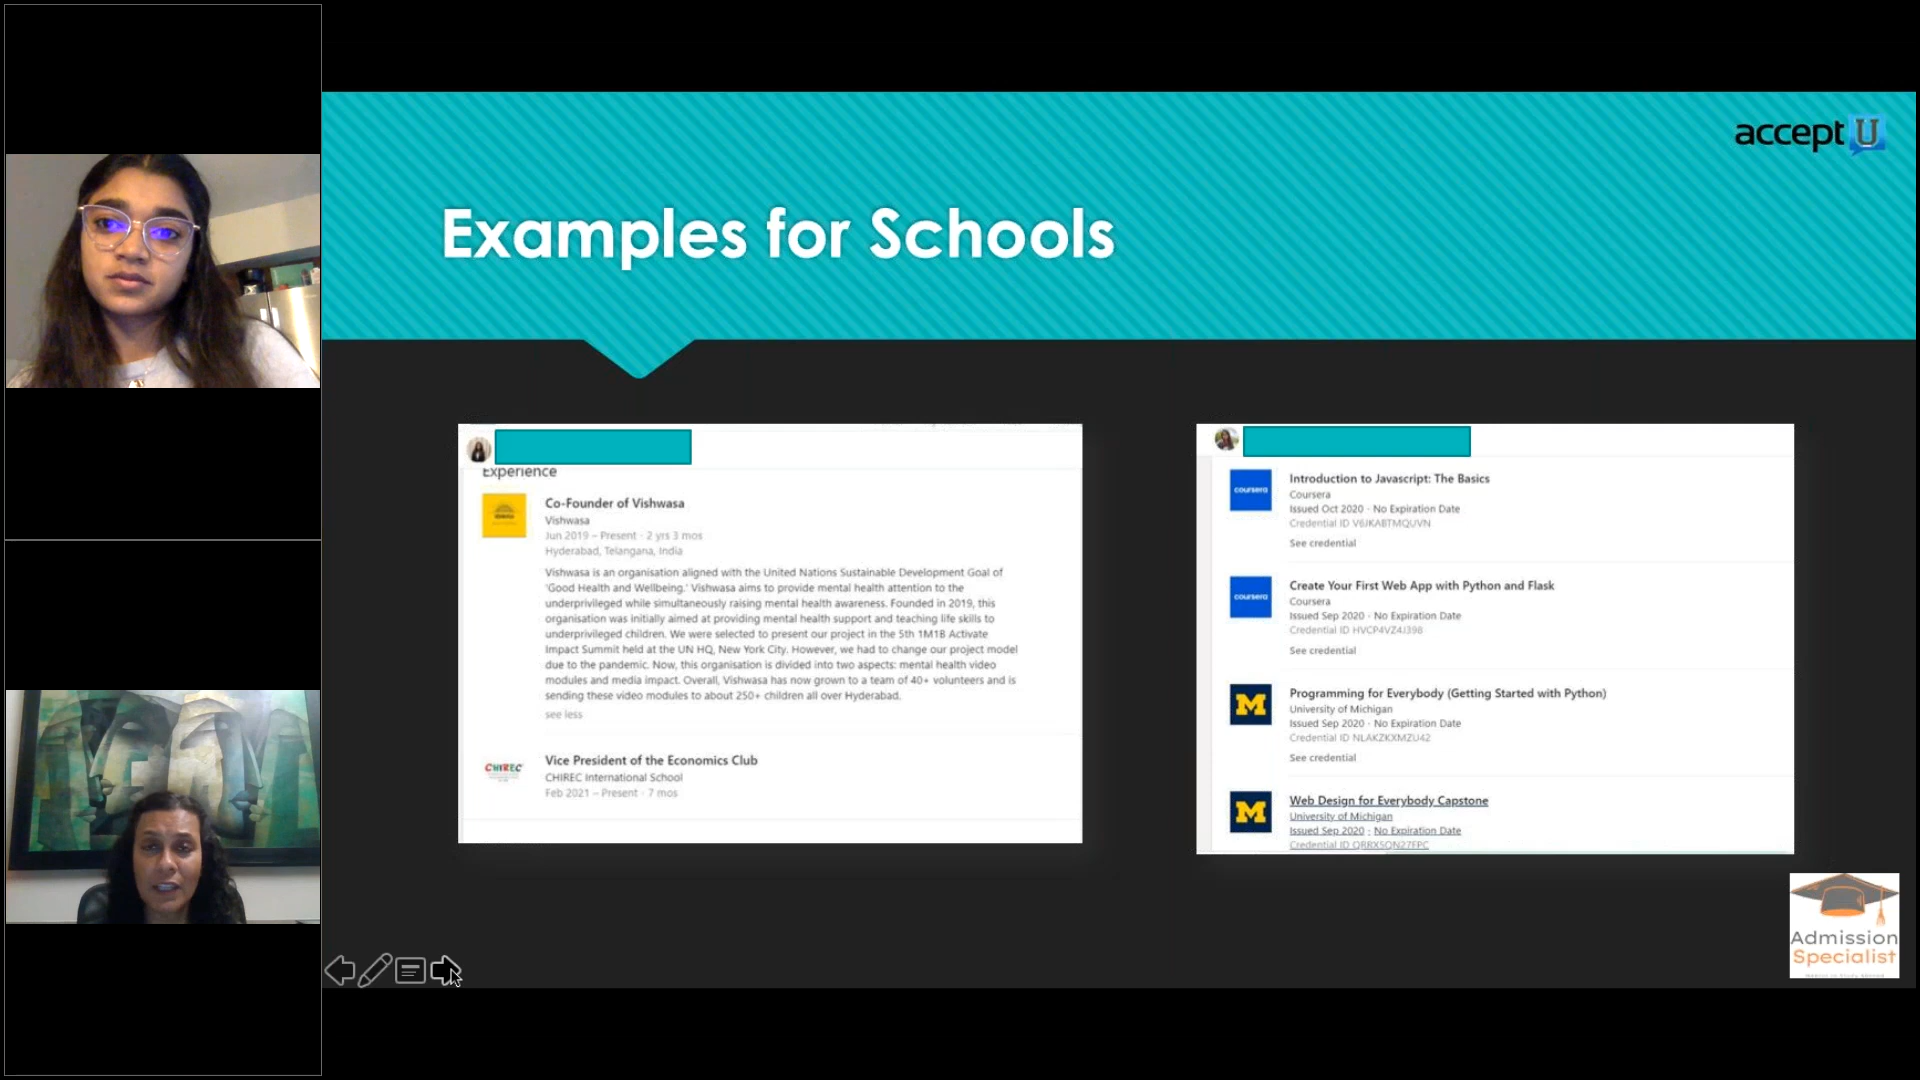 accept U
Examples for Schools
Experience
Co-Founder of Vishwasa
Vishwasa
Jun 2019 – Present · 2 yrs 3 mos
Hyderabad, Telangana, India
Vishwasa is an organisation aligned with the United Nations Sustainable Development Goal of
'Good Health and Wellbeing.' Vishwasa aims to provide mental health attention to the
underprivileged while simultaneously raising mental health awareness. Founded in 2019, this
organisation was initially aimed at providing mental health support and teaching life skills to
underprivileged children. We were selected to present our project in the 5th 1M1B Activate
Impact Summit held at the UN HQ, New York City. However, we had to change our project model
due to the pandemic. Now, this organisation is divided into two aspects: mental health video
modules and media impact. Overall, Vishwasa has now grown to a team of 40+ volunteers and is
sending these video modules to about 250+ children all over Hyderabad.
see less
CHIREC
Vice President of the Economics Club
CHIREC International School
Feb 2021 – Present · 7 mos
coursera
Introduction to Javascript: The Basics
Coursera
Issued Oct 2020 · No Expiration Date
Credential ID V6JKABTMQUVN
See credential
coursera
Create Your First Web App with Python and Flask
Coursera
Issued Sep 2020 · No Expiration Date
Credential ID HVCP4VZ4J398
See credential
M
Programming for Everybody (Getting Started with Python)
University of Michigan
Issued Sep 2020 · No Expiration Date
Credential ID NLAKZKXMZU42
See credential
M
Web Design for Everybody Capstone
University of Michigan
Issued Sep 2020 · No Expiration Date
Credential ID QRRXSQN27FPC
Admission
Specialist